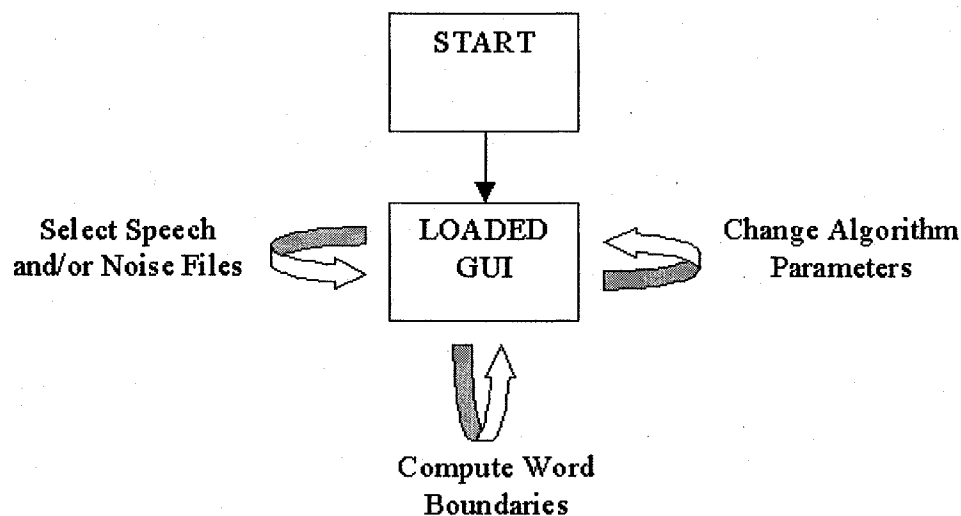 START
LOADED
GUI
Select Speech
and/or Noise Files
Change Algorithm
Parameters
Compute Word
Boundaries